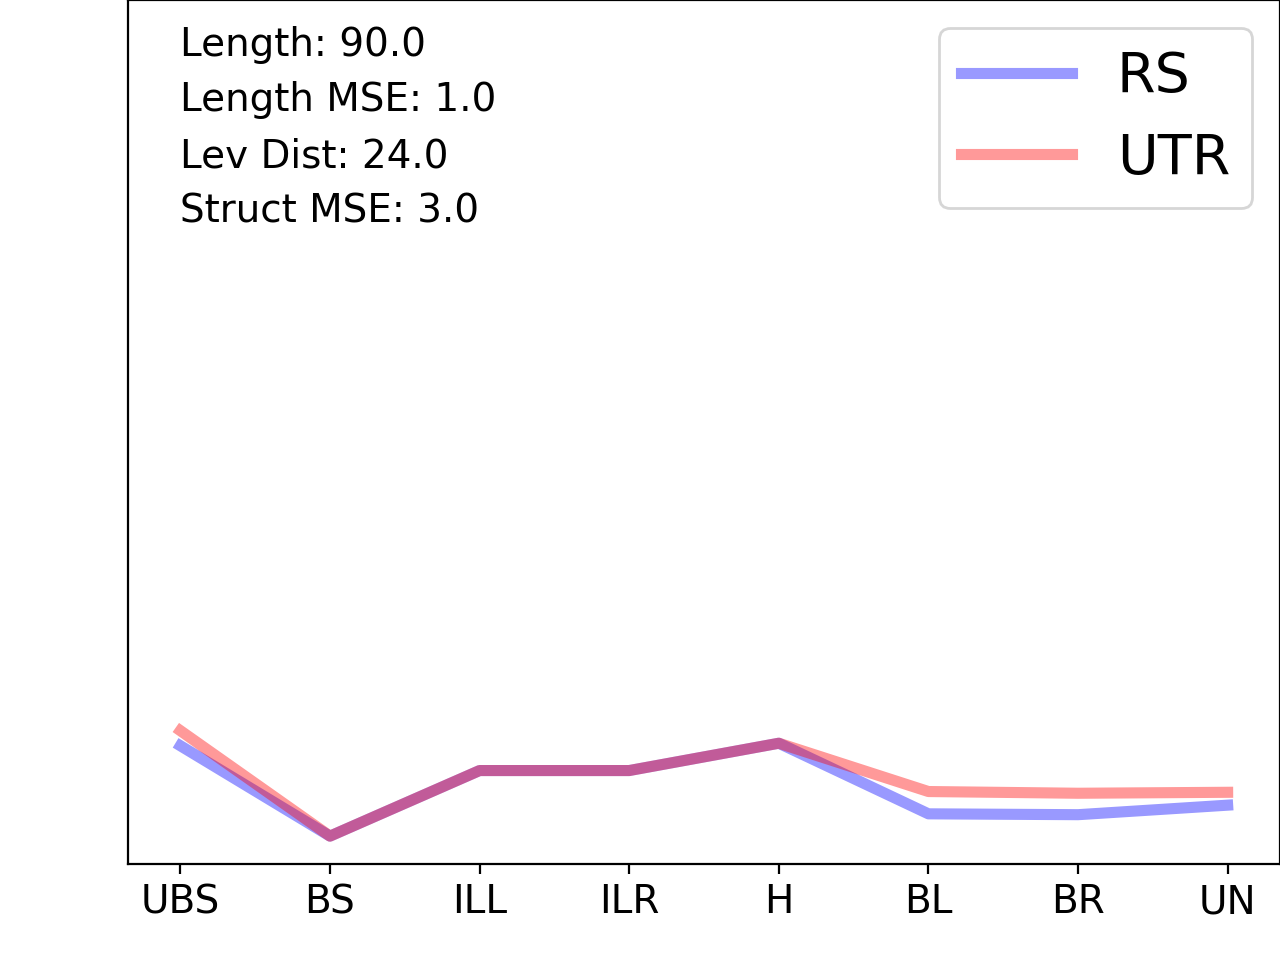 Length: 90.0
Length MSE: 1.0
Lev Dist: 24.0
Struct MSE: 3.0
RS
UTR
UBS BS ILL ILR H BL BR UN